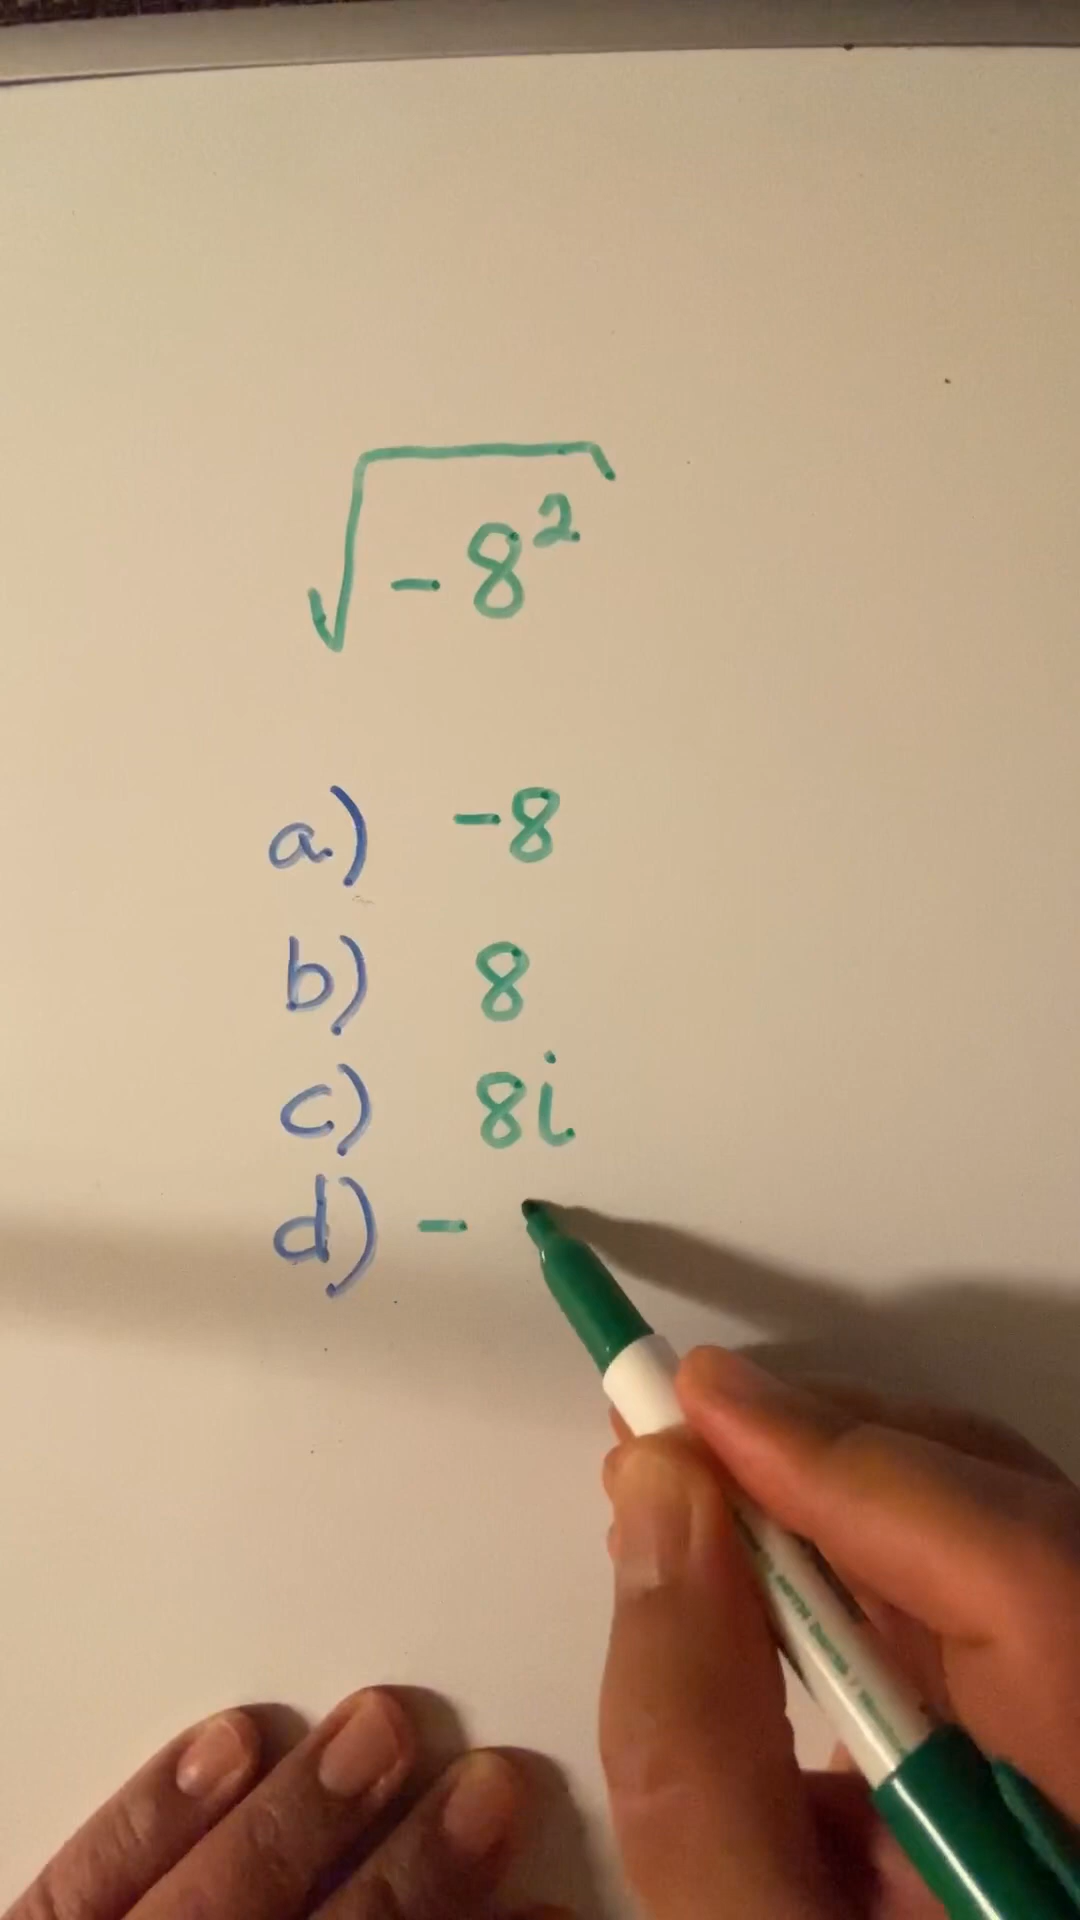 √-8²
a) -8
b) 8
c) 8i
d) -